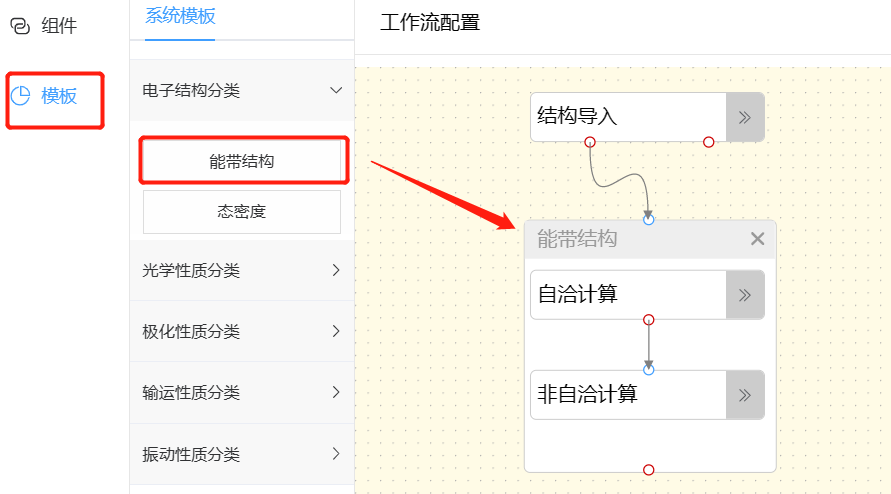 组件
模板
系统模板
电子结构分类
能带结构
态密度
光学性质分类
极化性质分类
输运性质分类
振动性质分类
工作流配置
结构导入
能带结构
自洽计算
非自洽计算